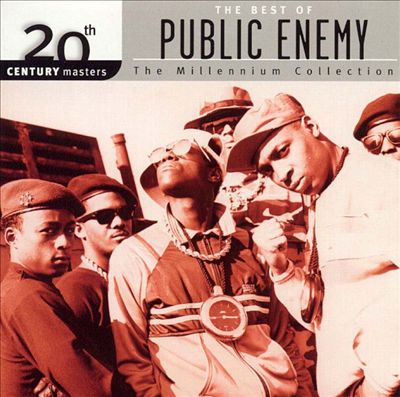 THE BEST OF
20th
PUBLIC ENEMY
CENTURY masters
The Millennium Collection